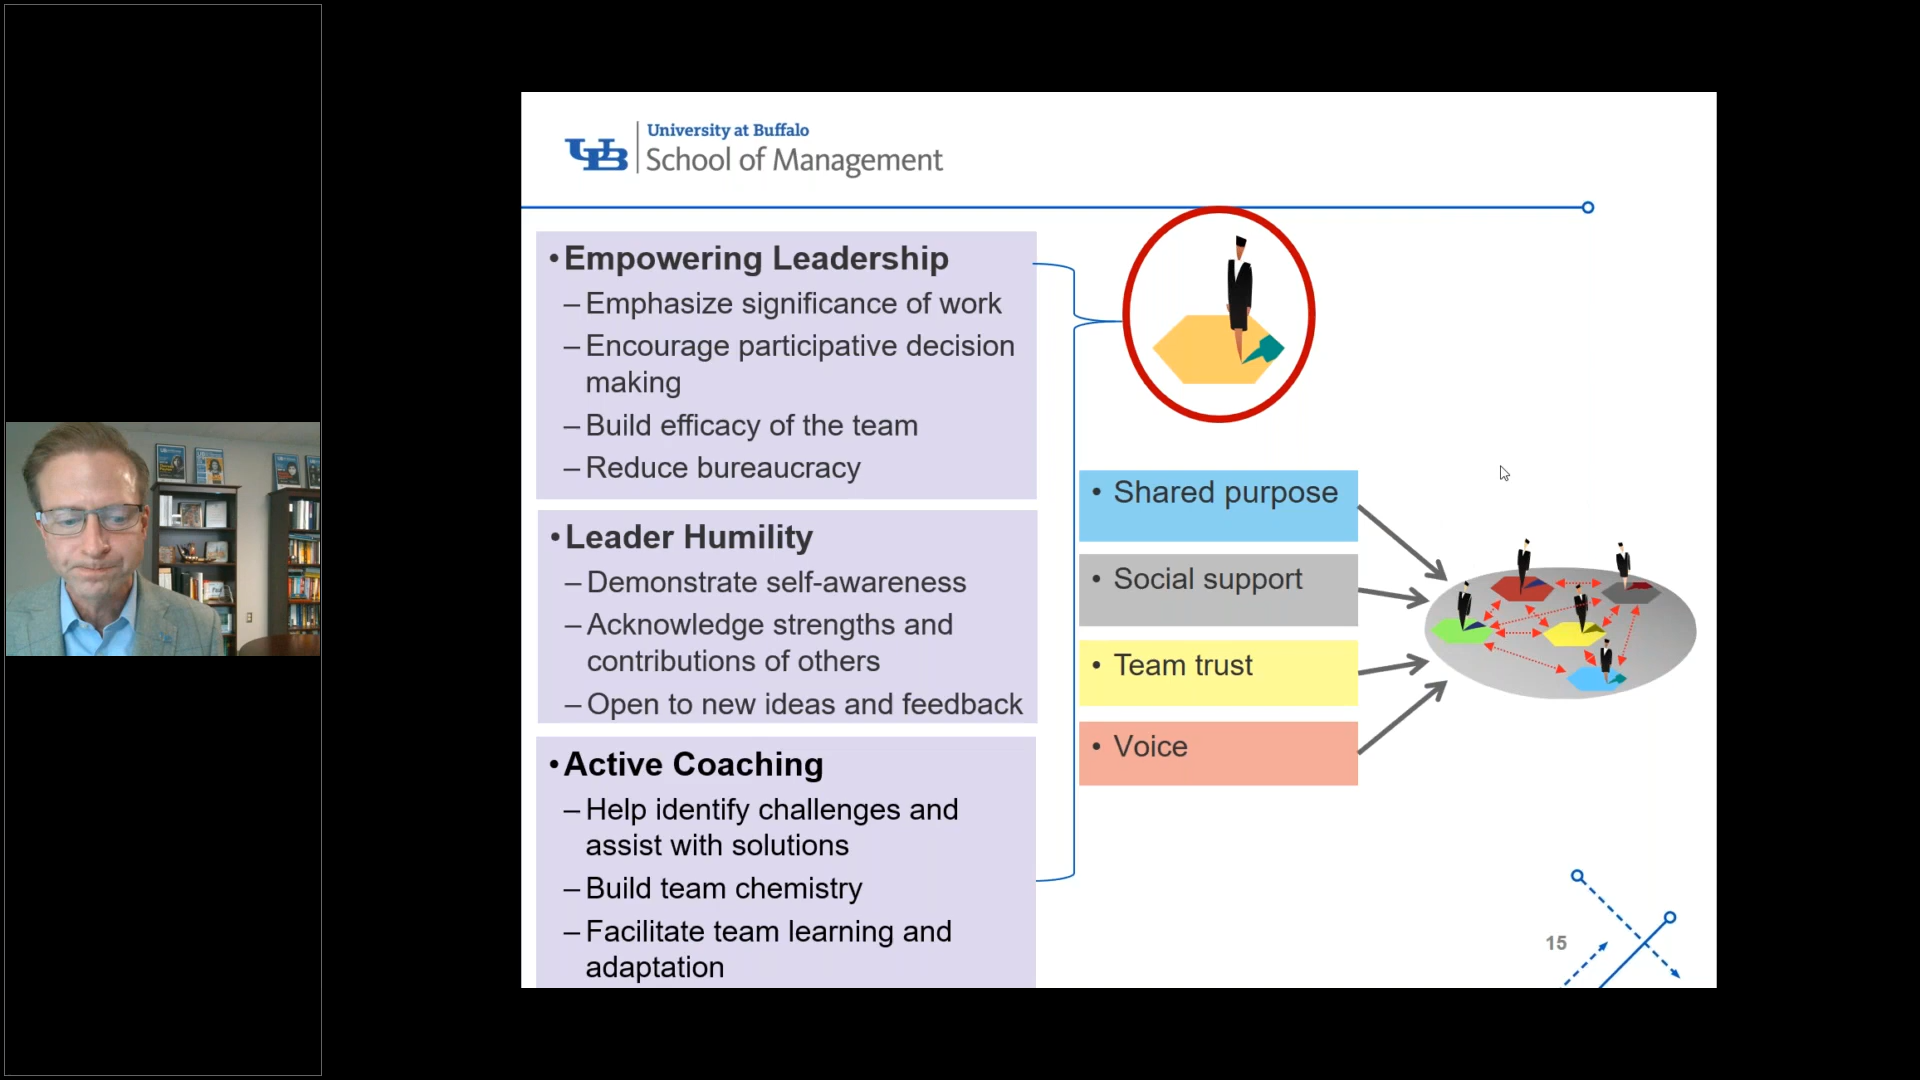 University at Buffalo
UB School of Management
• Empowering Leadership
– Emphasize significance of work
– Encourage participative decision
making
– Build efficacy of the team
– Reduce bureaucracy
• Leader Humility
– Demonstrate self-awareness
– Acknowledge strengths and
contributions of others
– Open to new ideas and feedback
• Active Coaching
– Help identify challenges and
assist with solutions
– Build team chemistry
– Facilitate team learning and
adaptation
• Shared purpose
• Social support
• Team trust
• Voice
15